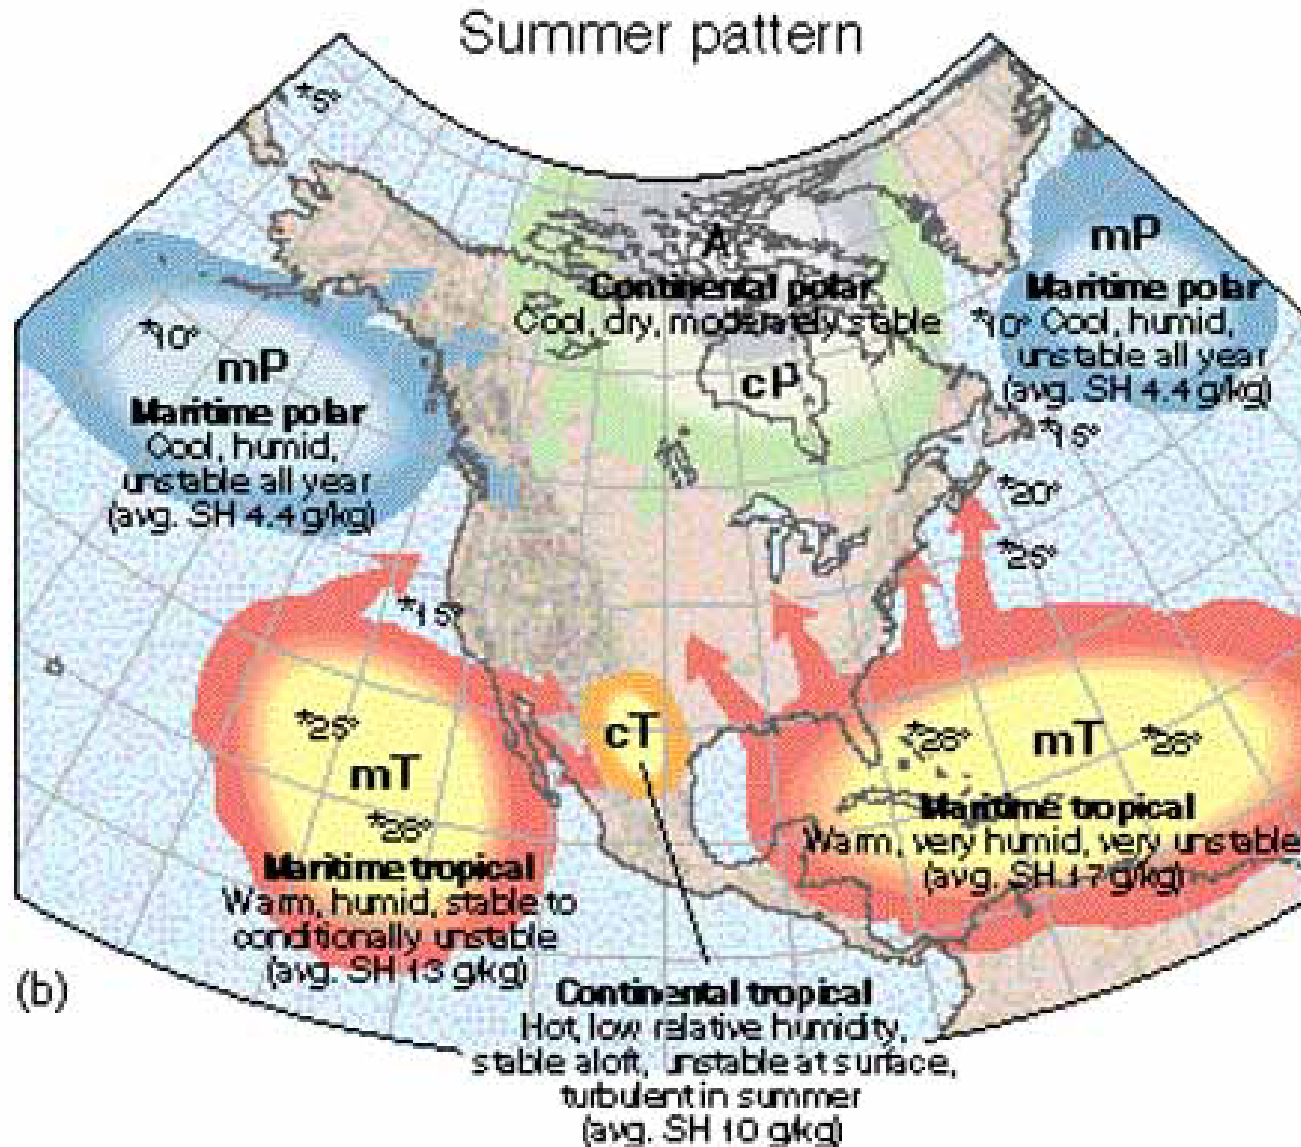 Summer pattern
*5°
A
Continental polar
Cool, dry, moderately stable
cP
mP
Maritime polar
*10° Cool, humid,
unstable all year
(avg. SH 4.4 g/kg)
*10°
mP
Maritime polar
Cool, humid,
unstable all year
(avg. SH 4.4 g/kg)
*15°
*20°
*25°
*15°
*25°
mT
*28°
Maritime tropical
Warm, humid, stable to
conditionally unstable
(avg. SH 13 g/kg)
cT
*28° mT *28°
Maritime tropical
Warm, very humid, very unstable
(avg. SH 17 g/kg)
Continental tropical
Hot, low relative humidity,
stable aloft, unstable at surface,
turbulent in summer
(avg. SH 10 g/kg)
(b)